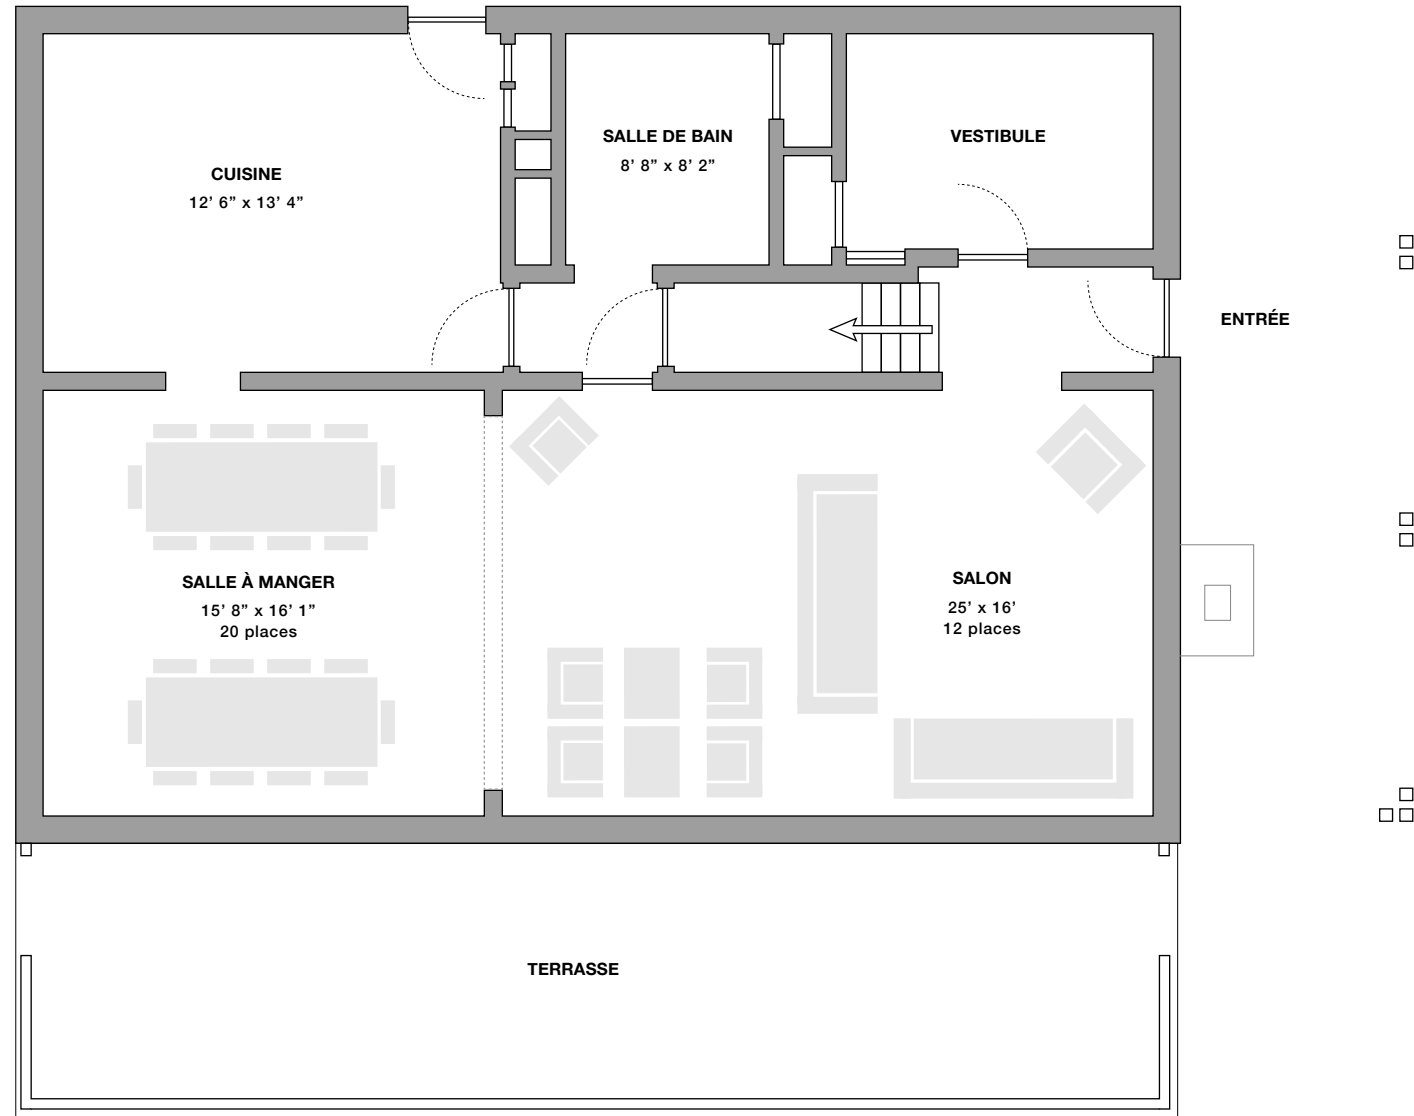 SALLE DE BAIN
8’ 8” x 8’ 2”
VESTIBULE
CUISINE
12’ 6” x 13’ 4”
ENTRÉE
SALLE À MANGER
15’ 8” x 16’ 1”
20 places
SALON
25’ x 16’
12 places
TERRASSE